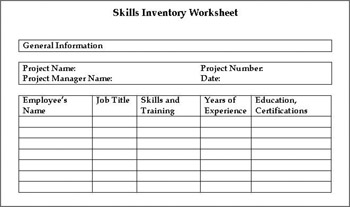 Skills Inventory Worksheet
General Information
Project Name: Project Number:
Project Manager Name: Date:
Employee's Name Job Title Skills and Training Years of Experience Education, Certifications